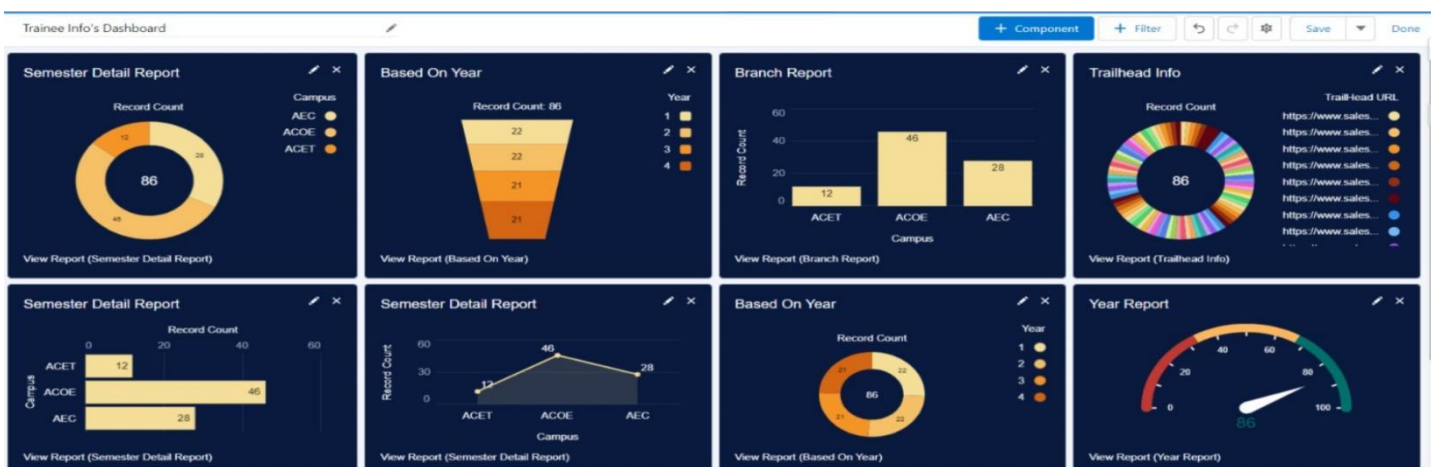 Trainee Info's Dashboard
+ Component
+ Filter
Save
Done
Semester Detail Report
Record Count
Campus
AEC
ACOE
ACET
12
28
46
86
View Report (Semester Detail Report)
Based On Year
Record Count: 86
Year
1
2
3
4
22
22
21
21
View Report (Based On Year)
Branch Report
Record Count
60
40
20
0
12
46
28
ACET
ACOE
AEC
Campus
View Report (Branch Report)
Trailhead Info
Record Count
TrailHead URL
https://www.sales...
https://www.sales...
https://www.sales...
https://www.sales...
https://www.sales...
https://www.sales...
https://www.sales...
https://www.sales...
86
View Report (Trailhead Info)
Semester Detail Report
Record Count
0
20
40
60
Campus
ACET
12
ACOE
46
AEC
28
View Report (Semester Detail Report)
Semester Detail Report
Record Count
60
30
0
12
46
28
ACET
ACOE
AEC
Campus
View Report (Semester Detail Report)
Based On Year
Record Count
Year
1
2
3
4
21
22
86
21
22
View Report (Based On Year)
Year Report
0
20
40
60
80
100
86
View Report (Year Report)